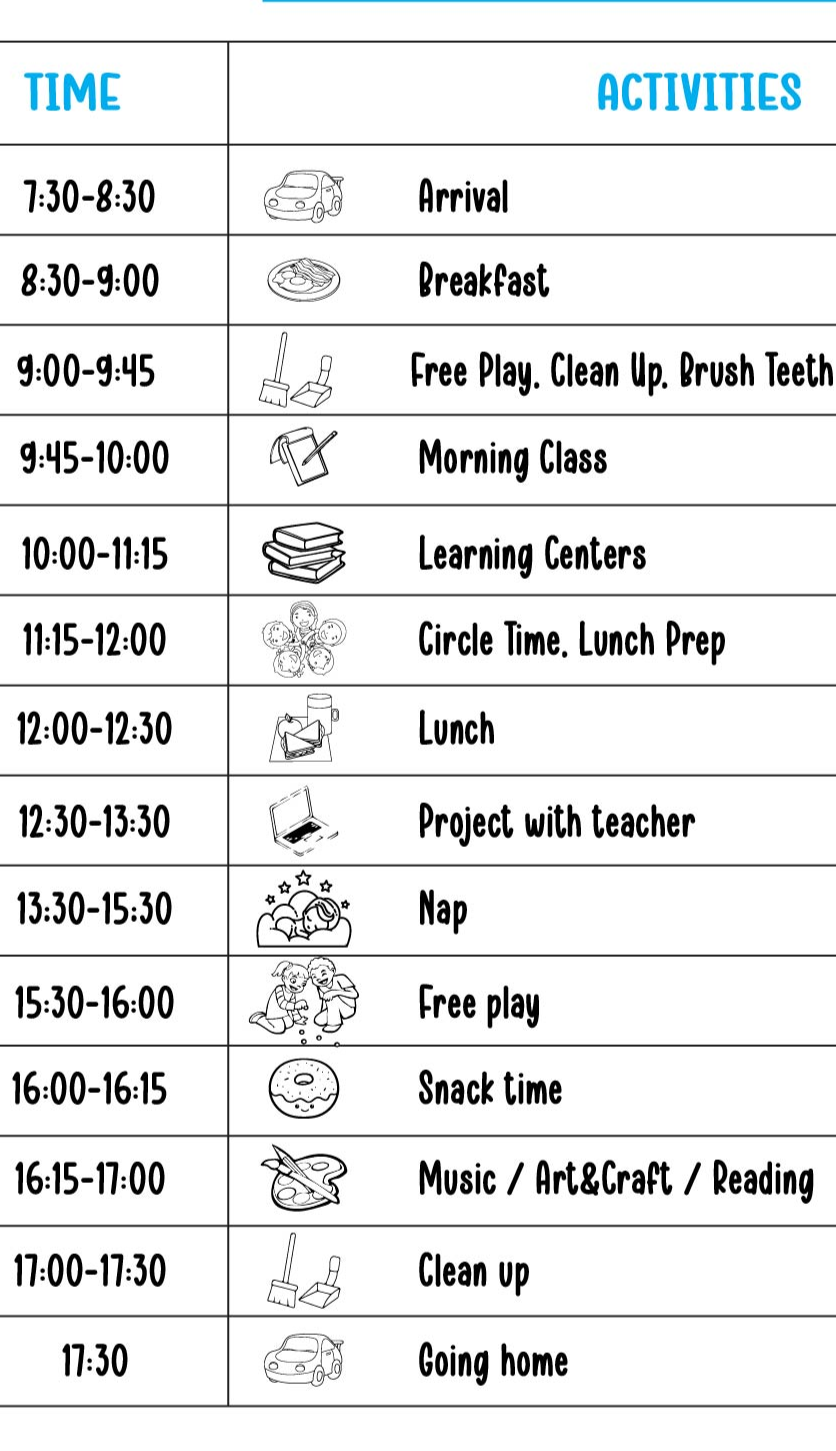 TIME ACTIVITIES
7:30-8:30 Arrival
8:30-9:00 Breakfast
9:00-9:45 Free Play. Clean Up. Brush Teeth
9:45-10:00 Morning Class
10:00-11:15 Learning Centers
11:15-12:00 Circle Time. Lunch Prep
12:00-12:30 Lunch
12:30-13:30 Project with teacher
13:30-15:30 Nap
15:30-16:00 Free play
16:00-16:15 Snack time
16:15-17:00 Music / Art&Craft / Reading
17:00-17:30 Clean up
17:30 Going home